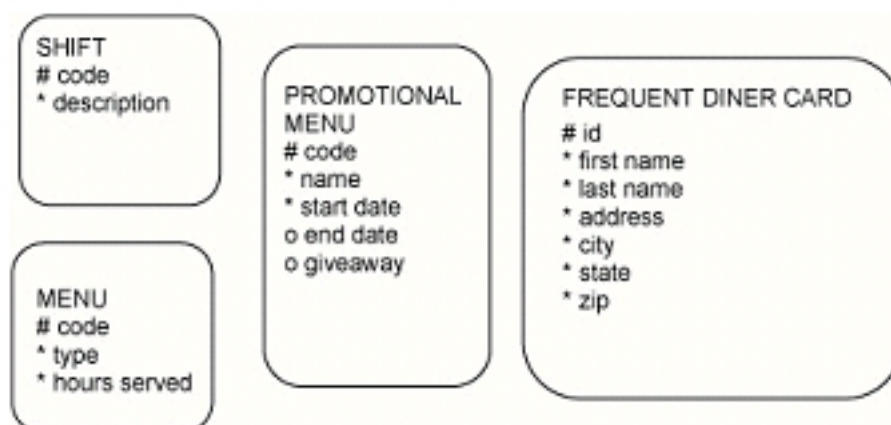 SHIFT
# code
* description
MENU
# code
* type
* hours served
PROMOTIONAL
MENU
# code
* name
* start date
o end date
o giveaway
FREQUENT DINER CARD
# id
* first name
* last name
* address
* city
* state
* zip